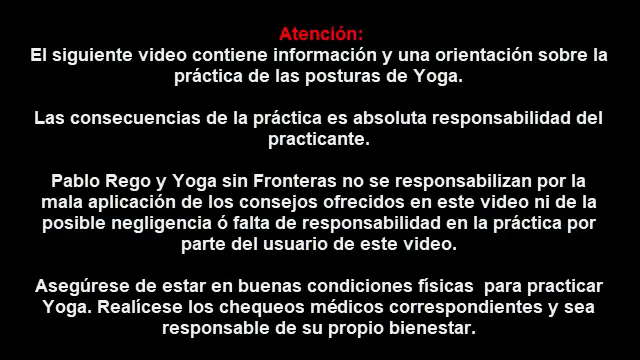 Atención:
El siguiente video contiene información y una orientación sobre la
práctica de las posturas de Yoga.
Las consecuencias de la práctica es absoluta responsabilidad del
practicante.
Pablo Rego y Yoga sin Fronteras no se responsabilizan por la
mala aplicación de los consejos ofrecidos en este video ni de la
posible negligencia ó falta de responsabilidad en la práctica por
parte del usuario de este video.
Asegúrese de estar en buenas condiciones físicas  para practicar
Yoga. Realícese los chequeos médicos correspondientes y sea
responsable de su propio bienestar.